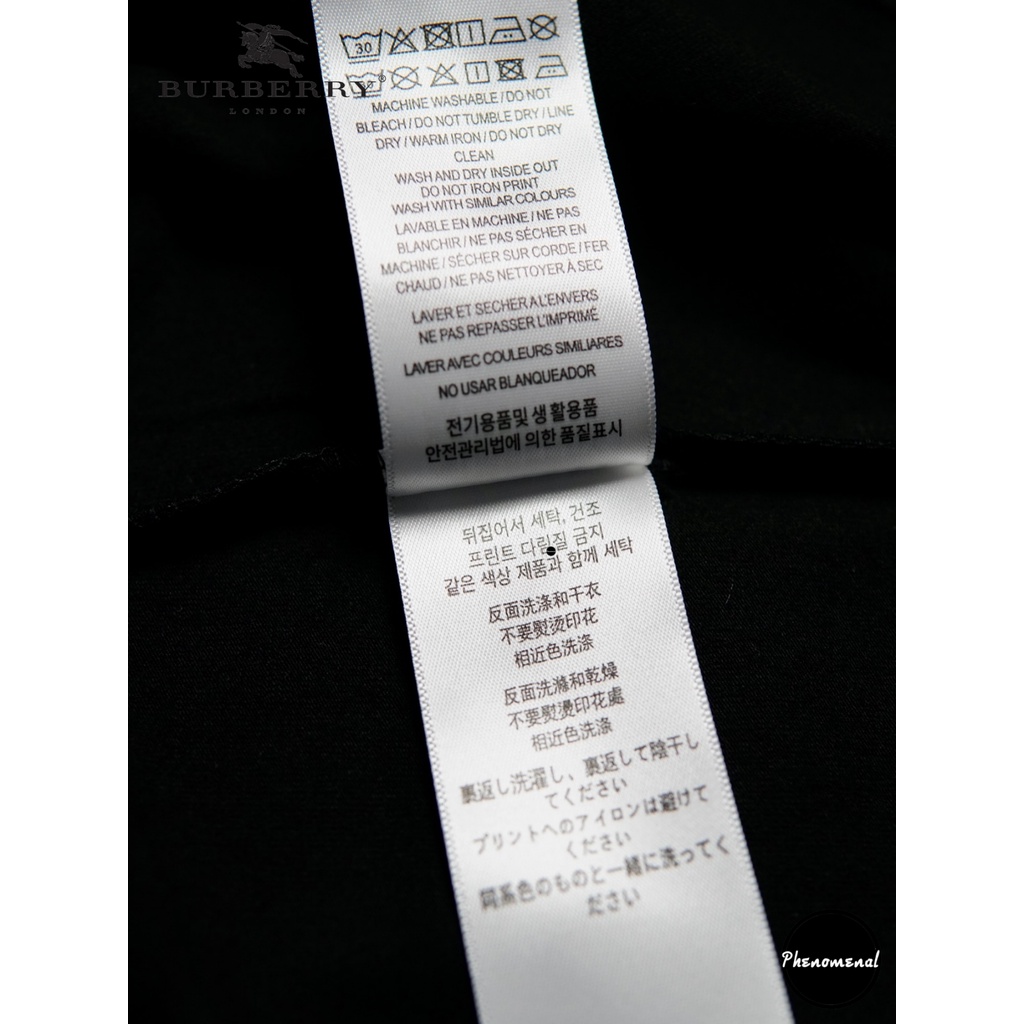 BURBERRY
LONDON
30
MACHINE WASHABLE / DO NOT
BLEACH / DO NOT TUMBLE DRY / LINE
DRY / WARM IRON / DO NOT DRY
CLEAN
WASH AND DRY INSIDE OUT
DO NOT IRON PRINT
WASH WITH SIMILAR COLOURS
LAVABLE EN MACHINE / NE PAS
BLANCHIR / NE PAS SÉCHER EN
MACHINE / SÉCHER SUR CORDE / FER
CHAUD / NE PAS NETTOYER À SEC
LAVER ET SECHER A L'ENVERS
NE PAS REPASSER L'IMPRIMÉ
LAVER AVEC COULEURS SIMILIARES
NO USAR BLANQUEADOR
전기용품및 생활용품
안전관리법에 의한 품질표시
뒤집어서 세탁, 건조
프린트 다림질 금지
같은 색상 제품과 함께 세탁
反面洗涤和干衣
不要熨烫印花
相近色洗涤
反面洗滌和乾燥
不要熨燙印花處
相近色洗涤
裏返し洗濯し、裏返して陰干し
てください
プリントへのアイロンは避けて
ください
同系色のものと一緒に洗ってく
ださい
Phenomenal